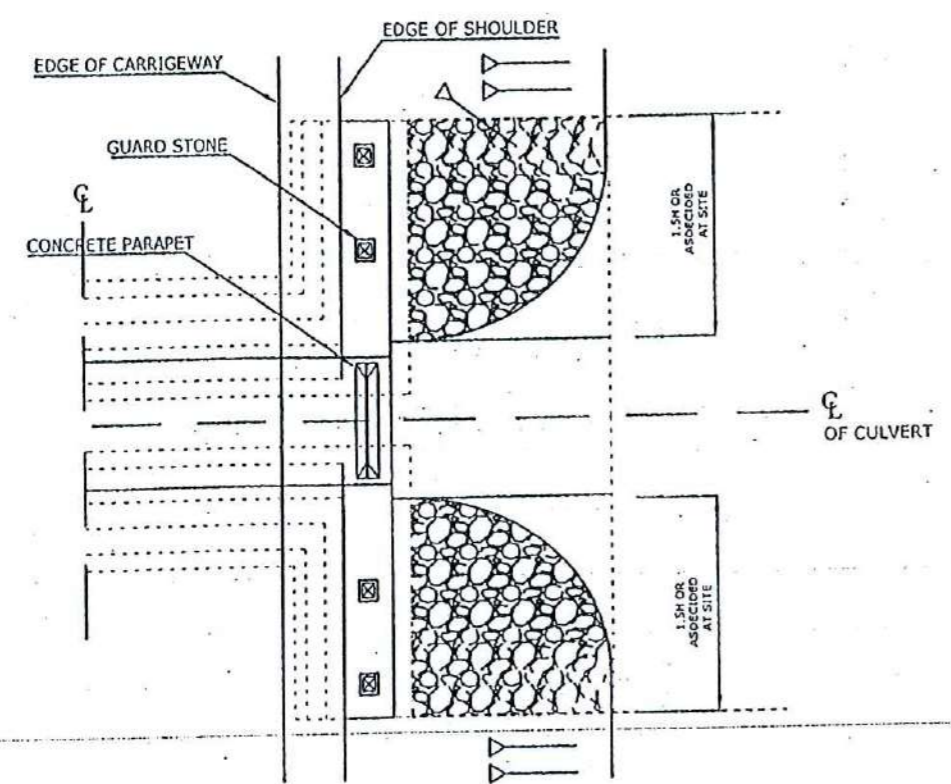 EDGE OF SHOULDER
EDGE OF CARRIGEWAY
GUARD STONE
℄
CONCRETE PARAPET
1.5H OR
ASDECIDED
AT SITE
℄
OF CULVERT
1.5H OR
ASDECIDED
AT SITE